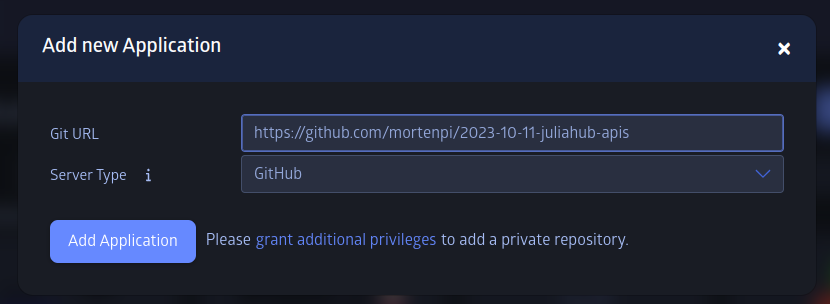 Add new Application
Git URL
https://github.com/mortenpi/2023-10-11-juliahub-apis
Server Type i
GitHub
Add Application
Please grant additional privileges to add a private repository.